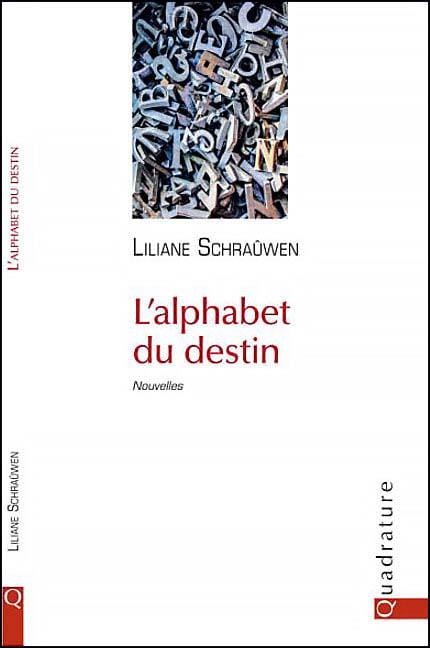 LILIANE SCHRAÛWEN
L'alphabet
du destin
Nouvelles
Quadrature
L'ALPHABET DU DESTIN
LILIANE SCHRAÛWEN
Q